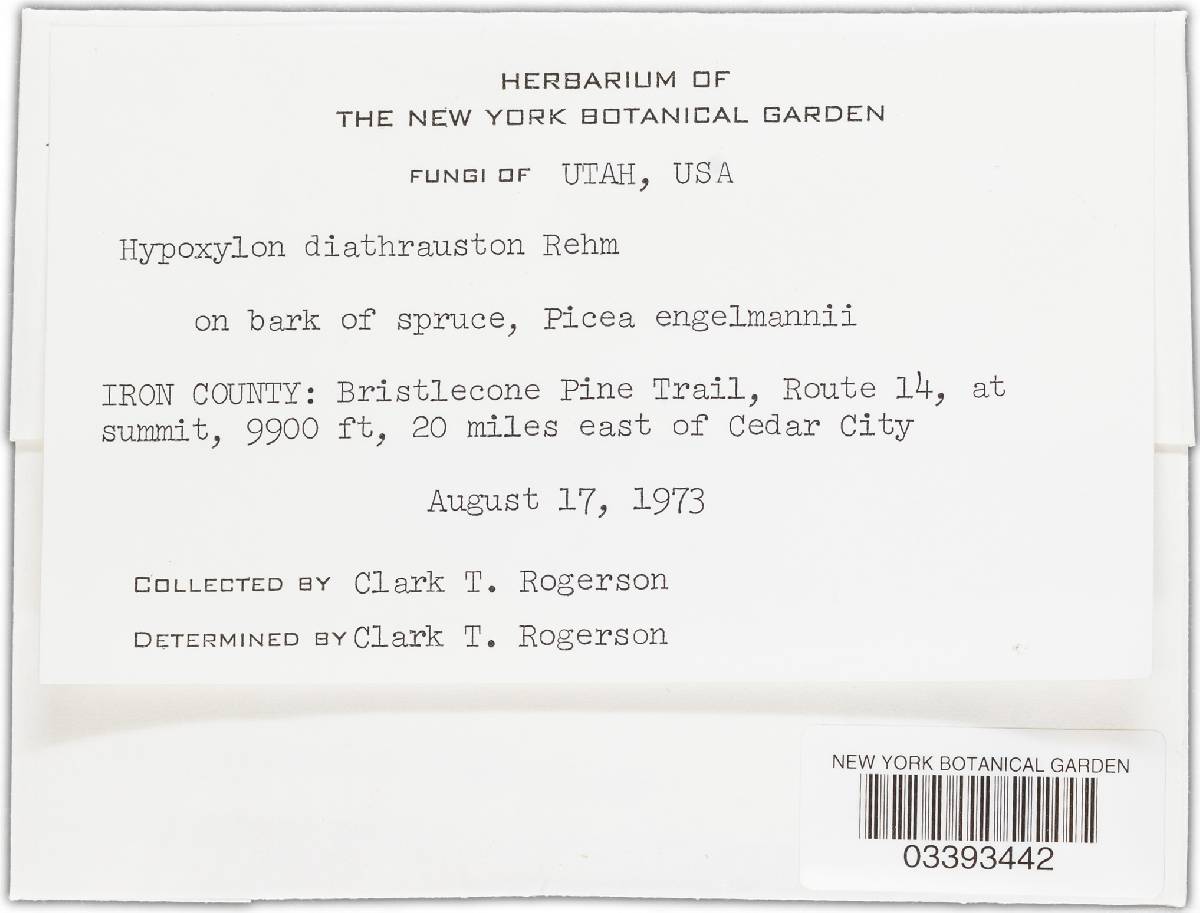 HERBARIUM OF
THE NEW YORK BOTANICAL GARDEN
FUNGI OF UTAH, USA
Hypoxylon diathrauston Rehm
on bark of spruce, Picea engelmannii
IRON COUNTY: Bristlecone Pine Trail, Route 14, at
summit, 9900 ft, 20 miles east of Cedar City
August 17, 1973
COLLECTED BY Clark T. Rogerson
DETERMINED BY Clark T. Rogerson
NEW YORK BOTANICAL GARDEN
03393442